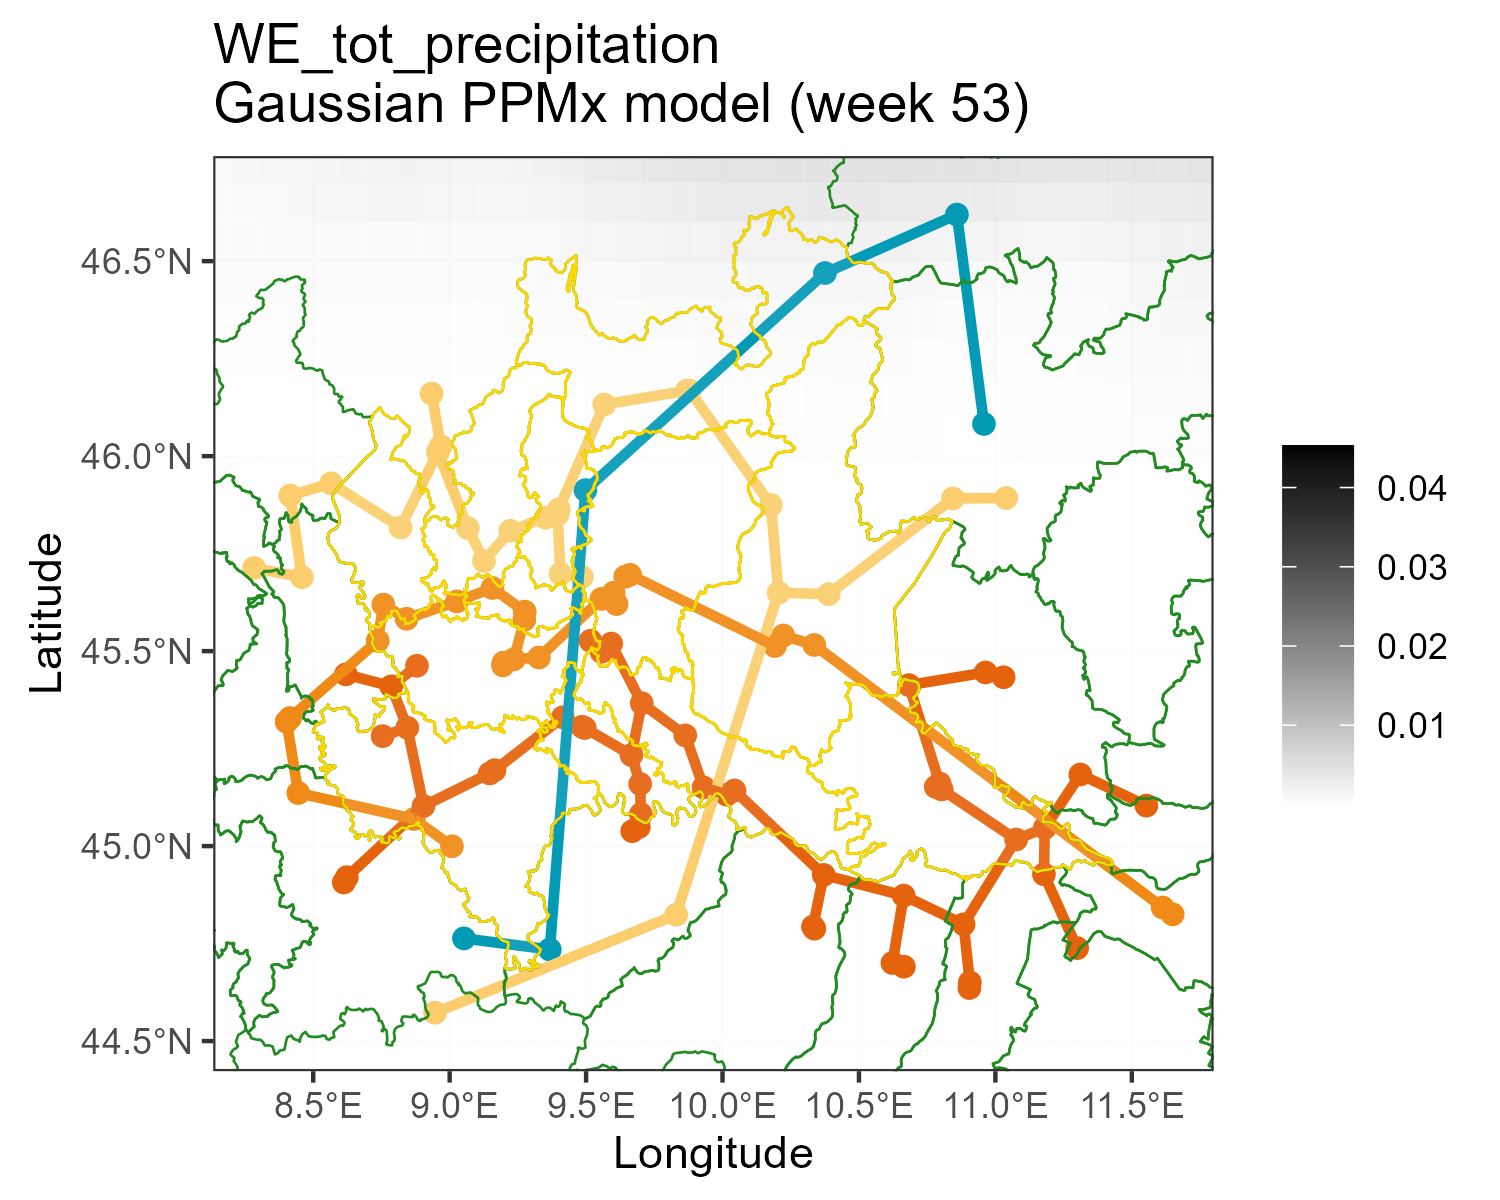 WE_tot_precipitation
Gaussian PPMx model (week 53)
46.5°N
46.0°N
45.5°N
45.0°N
44.5°N
Latitude
8.5°E 9.0°E 9.5°E 10.0°E 10.5°E 11.0°E 11.5°E
Longitude
0.04
0.03
0.02
0.01